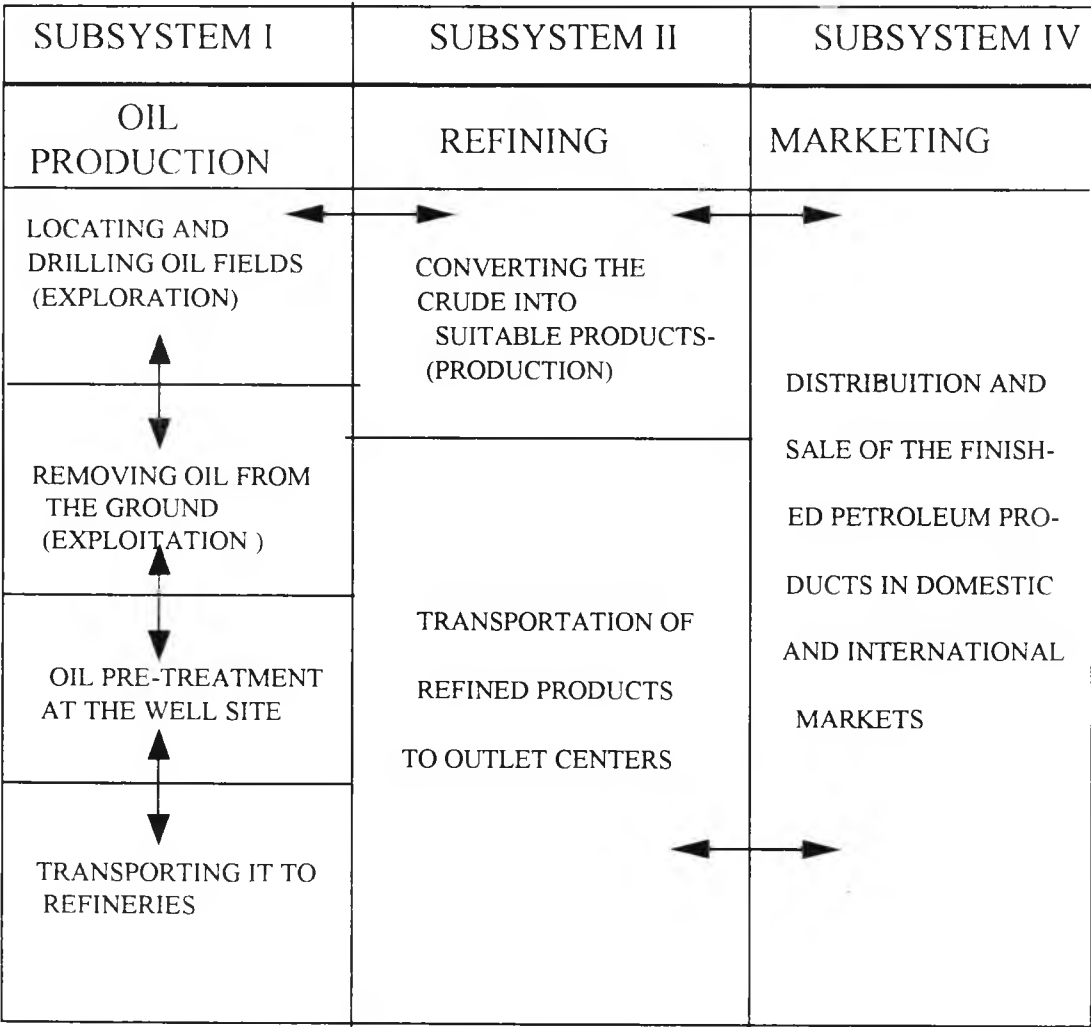 SUBSYSTEM I
SUBSYSTEM II
SUBSYSTEM IV
OIL
PRODUCTION
REFINING
MARKETING
LOCATING AND
DRILLING OIL FIELDS
(EXPLORATION)
REMOVING OIL FROM
THE GROUND
(EXPLOITATION )
OIL PRE-TREATMENT
AT THE WELL SITE
TRANSPORTING IT TO
REFINERIES
CONVERTING THE
CRUDE INTO
SUITABLE PRODUCTS-
(PRODUCTION)
TRANSPORTATION OF
REFINED PRODUCTS
TO OUTLET CENTERS
DISTRIBUITION AND
SALE OF THE FINISH-
ED PETROLEUM PRO-
DUCTS IN DOMESTIC
AND INTERNATIONAL
MARKETS